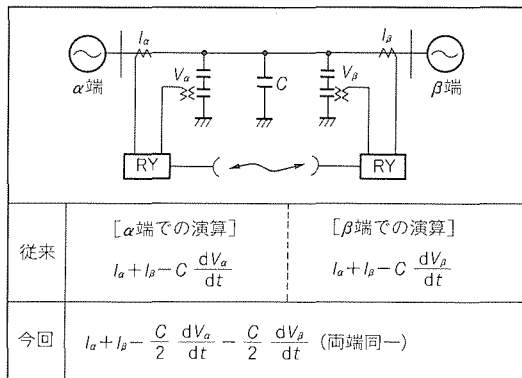 Iα
Iβ
Vα
Vβ
C
α端
β端
RY
RY
従来
[α端での演算]
Iα+Iβ−C dVα/dt
[β端での演算]
Iα+Iβ−C dVβ/dt
今回
Iα+Iβ−C/2 dVα/dt−C/2 dVβ/dt (両端同一)